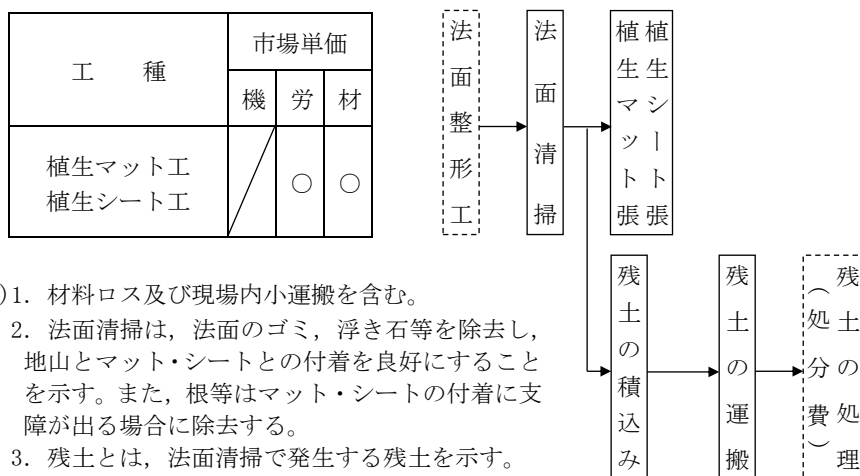 工 種
市場単価
機 労 材
植生マット工
植生シート工
○ ○
法面整形工
法面清掃
植生シート張
植生マット張
残土の積込み
残土の運搬
残土の処理
（処分費）
)1. 材料ロス及び現場内小運搬を含む。
2. 法面清掃は，法面のゴミ，浮き石等を除去し，
地山とマット・シートとの付着を良好にすること
を示す。また，根等はマット・シートの付着に支
障が出る場合に除去する。
3. 残土とは，法面清掃で発生する残土を示す。